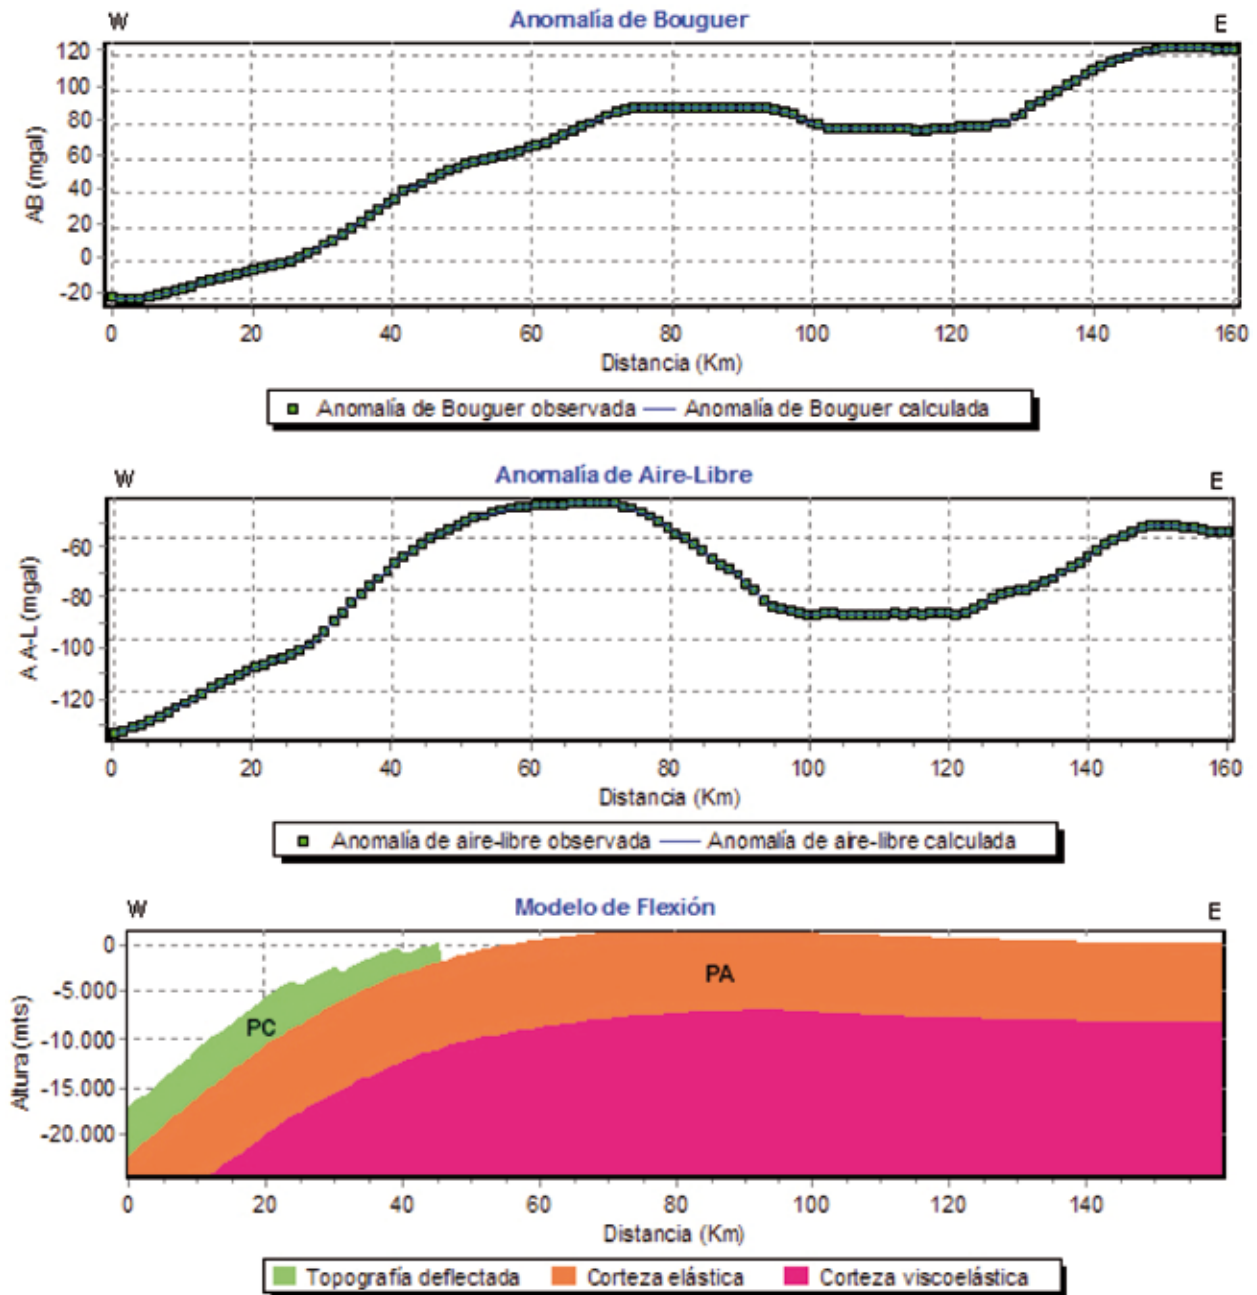 W Anomalía de Bouguer E
120
100
80
60
40
20
0
-20
AB (mgal)
0 20 40 60 80 100 120 140 160
Distancia (Km)
Anomalía de Bouguer observada Anomalía de Bouguer calculada
W Anomalía de Aire-Libre E
-60
-80
-100
-120
A A-L (mgal)
0 20 40 60 80 100 120 140 160
Distancia (Km)
Anomalía de aire-libre observada Anomalía de aire-libre calculada
W Modelo de Flexión E
0
-5.000
-10.000
-15.000
-20.000
Altura (mts)
PA
PC
0 20 40 60 80 100 120 140
Distancia (Km)
Topografía deflectada Corteza elástica Corteza viscoelástica